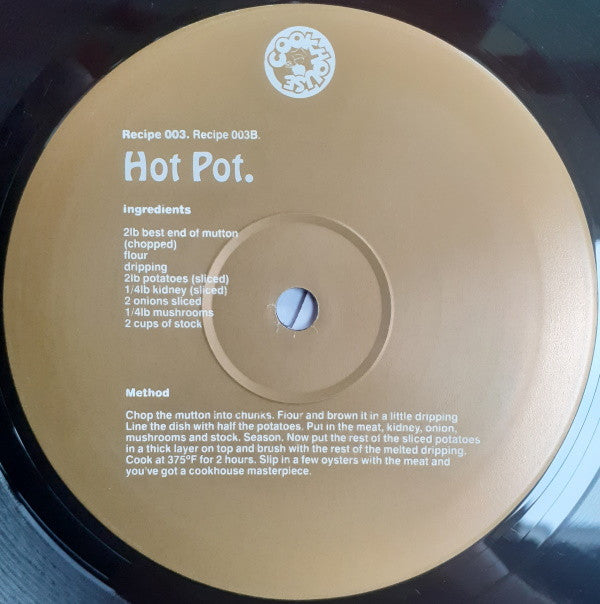 COOKHOUSE
Recipe 003. Recipe 003B.
Hot Pot.
Ingredients
2lb best end of mutton
(chopped)
flour
dripping
2lb potatoes (sliced)
1/4lb kidney (sliced)
2 onions sliced
1/4lb mushrooms
2 cups of stock
Method
Chop the mutton into chunks. Flour and brown it in a little dripping
Line the dish with half the potatoes. Put in the meat, kidney, onion,
mushrooms and stock. Season. Now put the rest of the sliced potatoes
in a thick layer on top and brush with the rest of the melted dripping.
Cook at 375ºF for 2 hours. Slip in a few oysters with the meat and
you've got a cookhouse masterpiece.